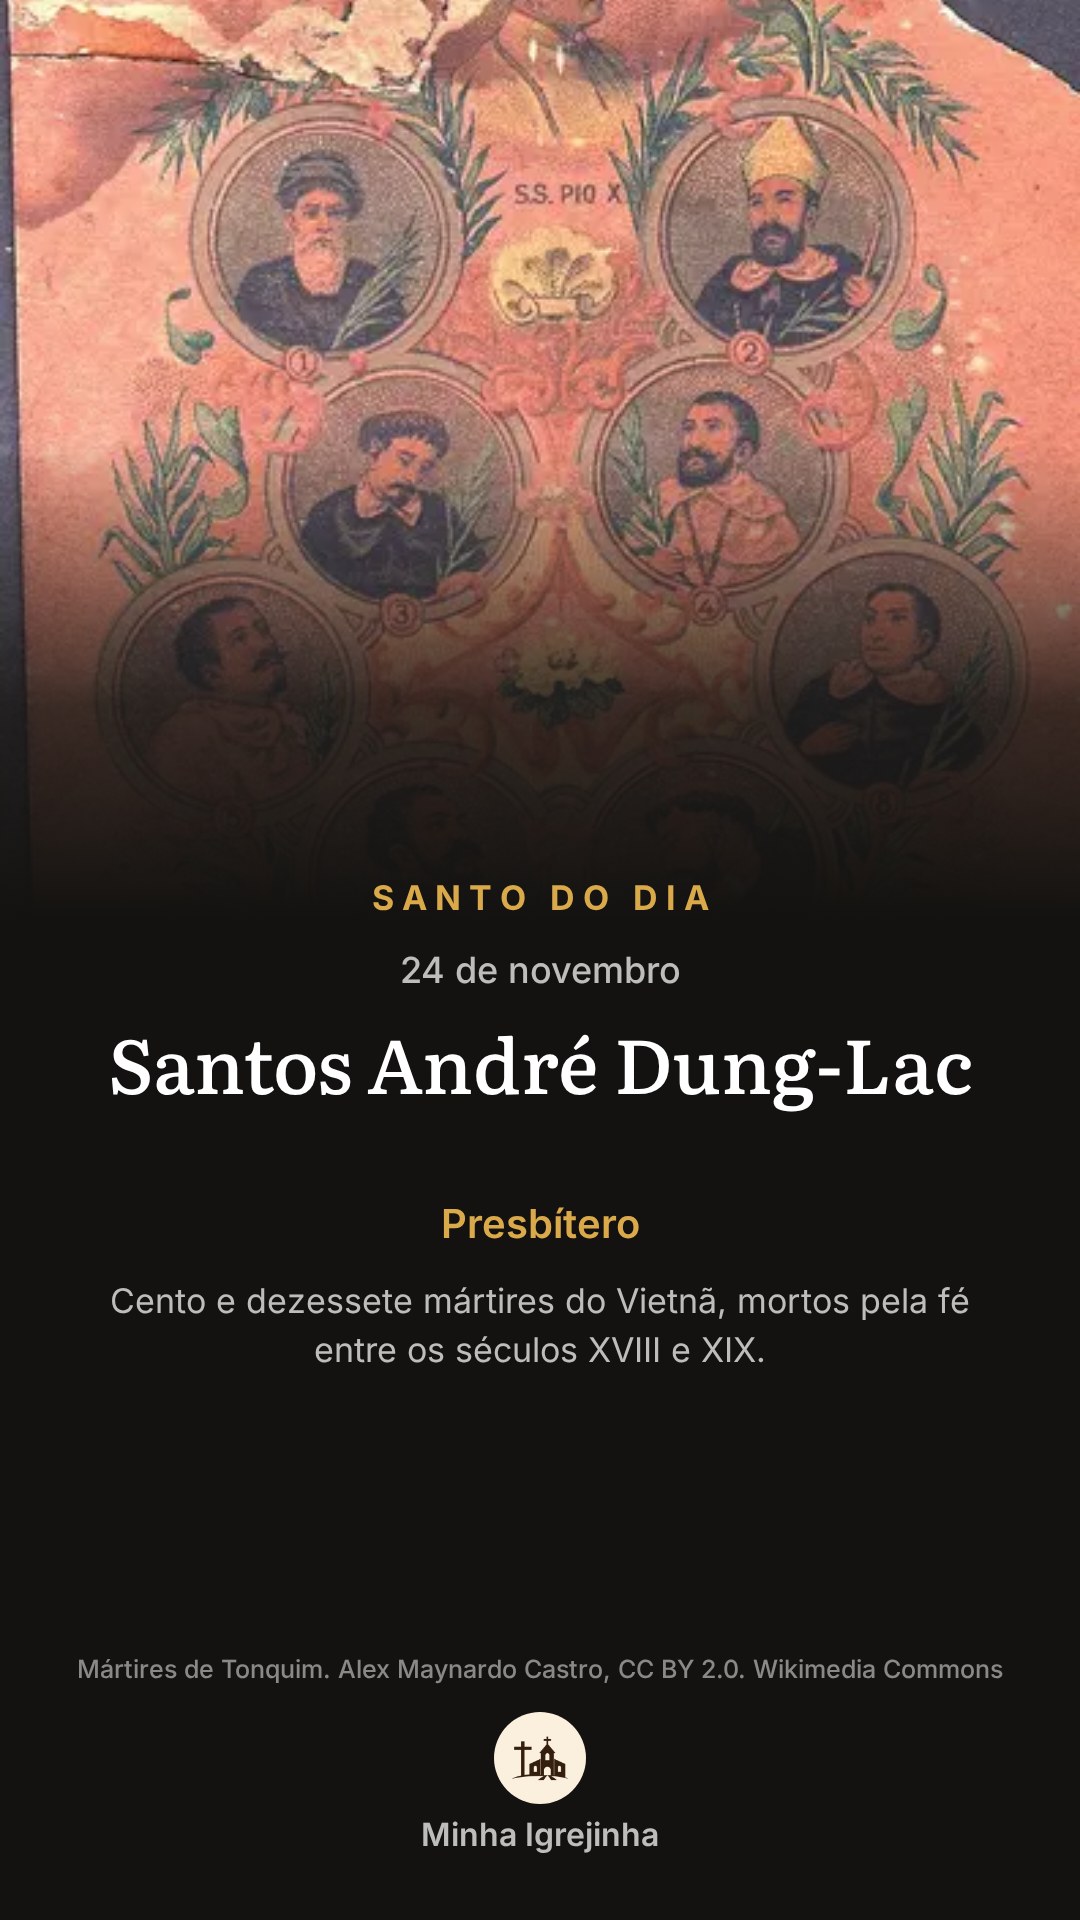 S.S. PIO X
1
2
3
4
SANTO DO DIA
24 de novembro
Santos André Dung-Lac
Presbítero
Cento e dezessete mártires do Vietnã, mortos pela fé
entre os séculos XVIII e XIX.
Mártires de Tonquim. Alex Maynardo Castro, CC BY 2.0. Wikimedia Commons
Minha Igrejinha